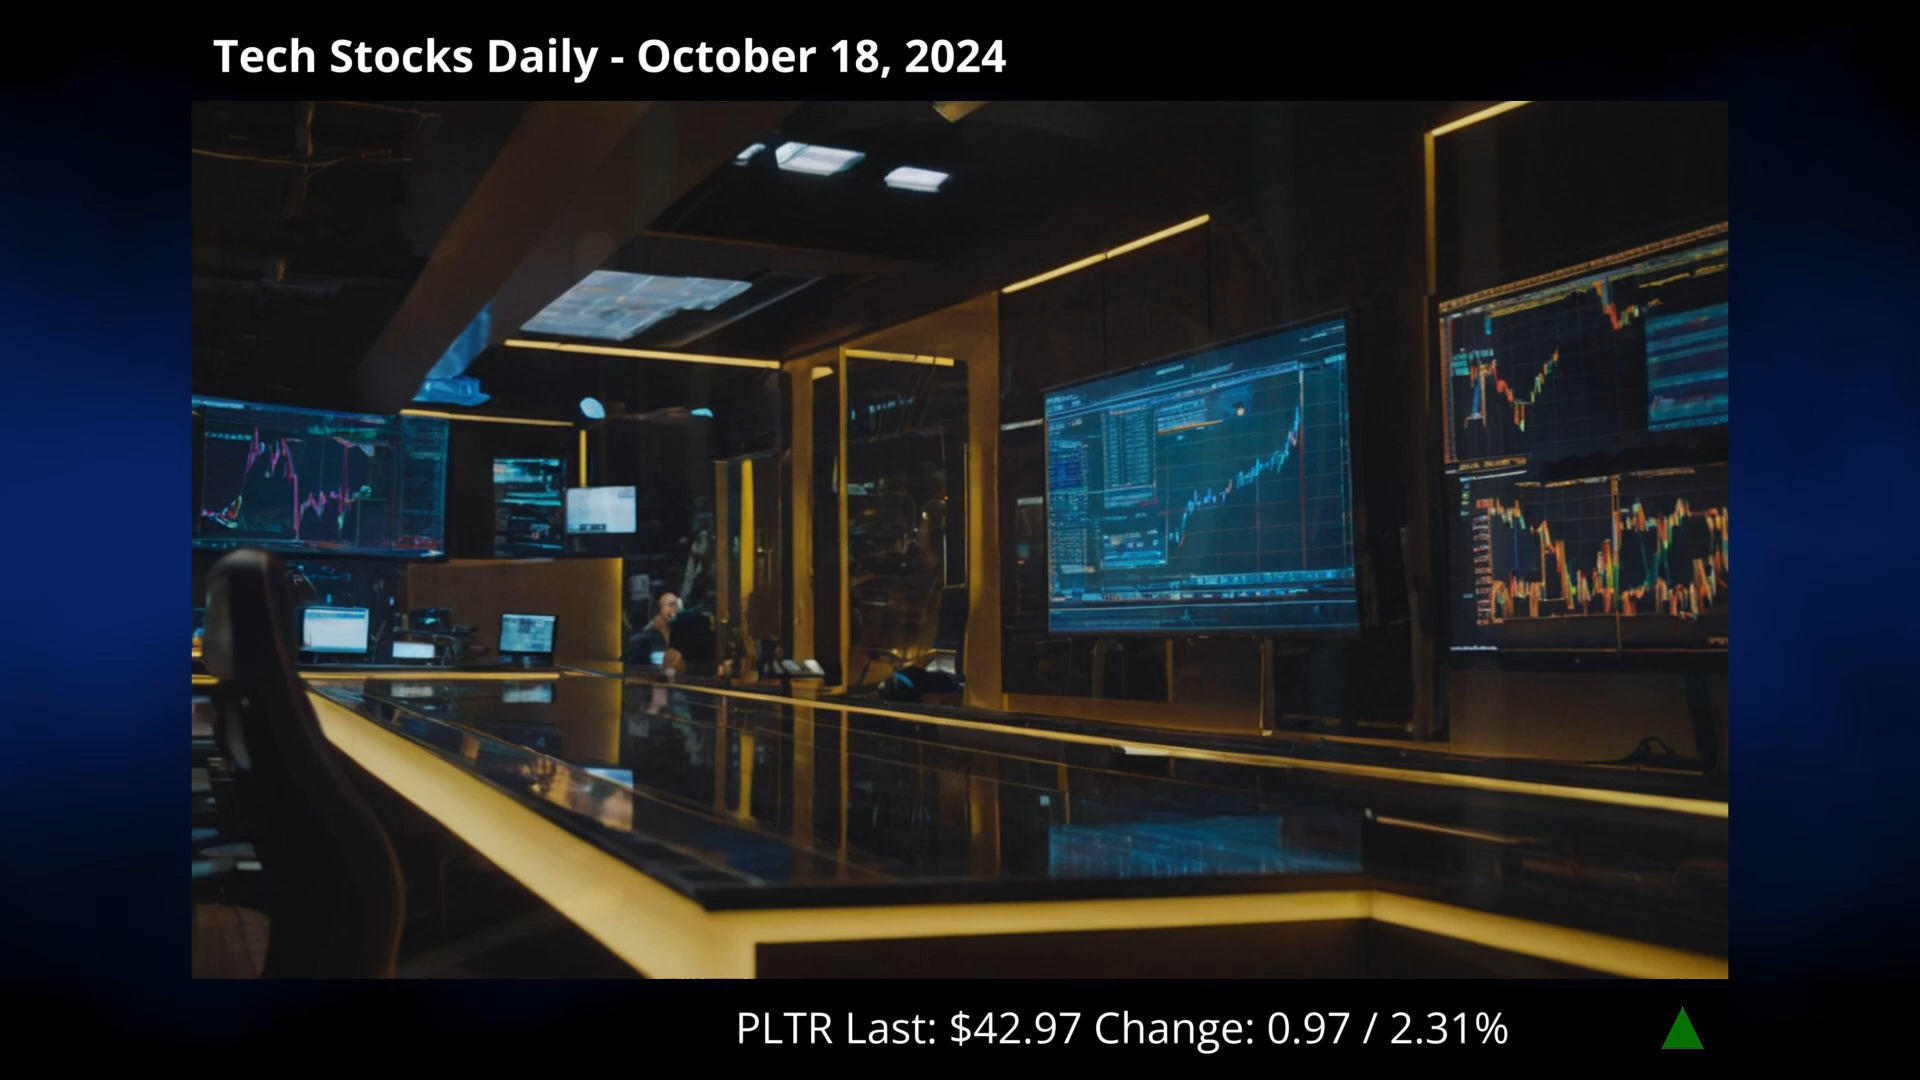 Tech Stocks Daily - October 18, 2024
PLTR Last: $42.97 Change: 0.97 / 2.31%